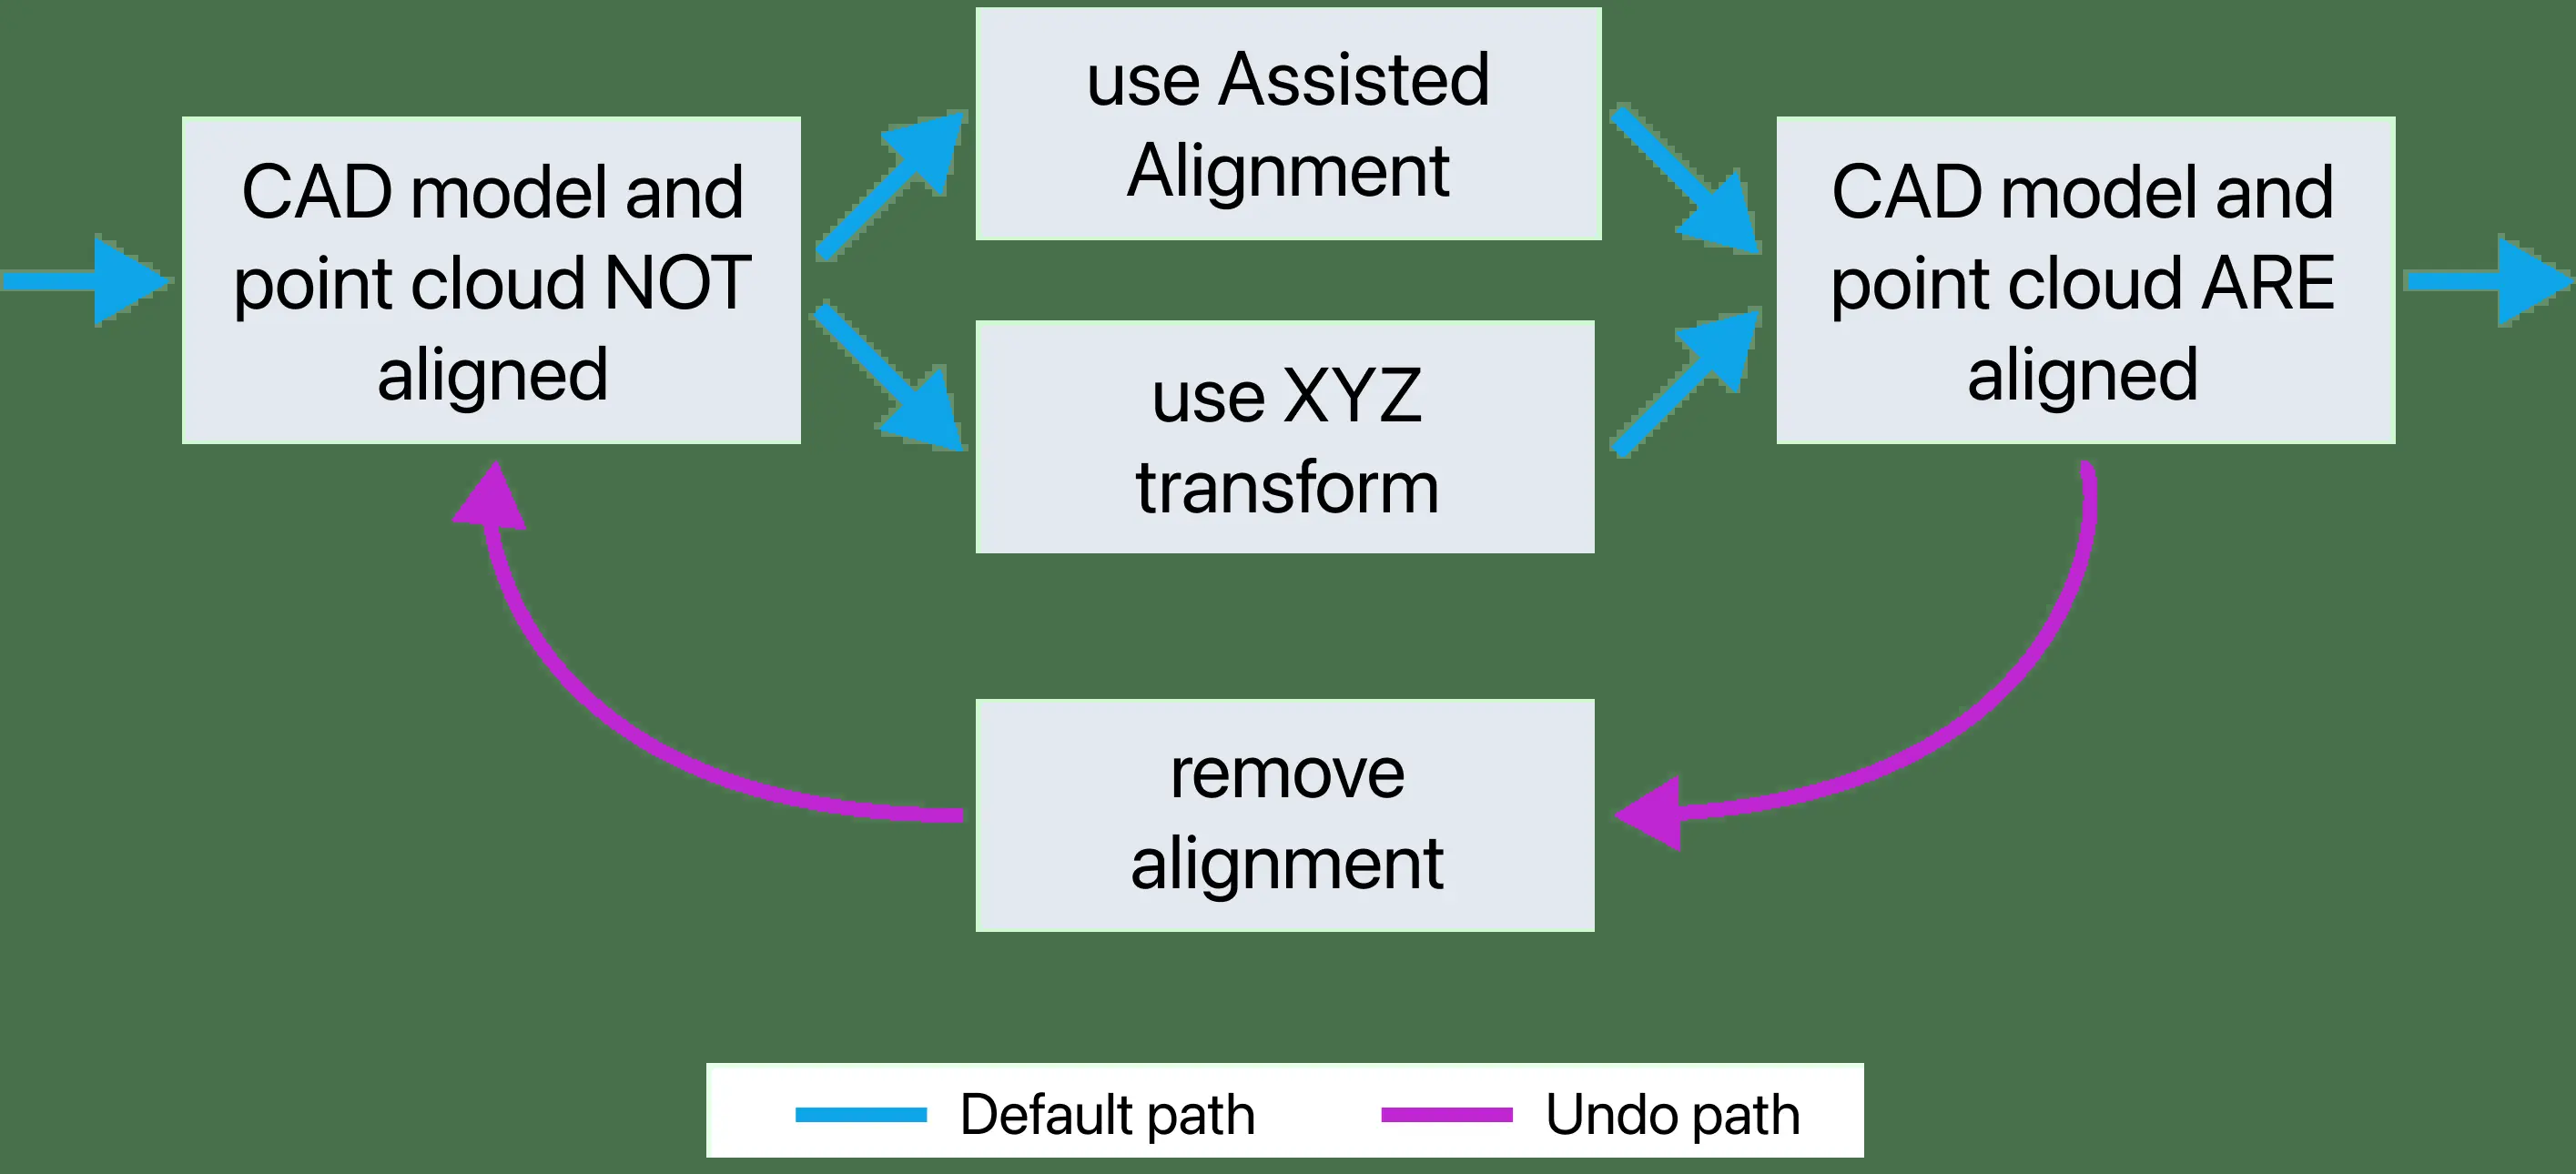 CAD model and
point cloud NOT
aligned
use Assisted
Alignment
use XYZ
transform
CAD model and
point cloud ARE
aligned
remove
alignment
Default path
Undo path